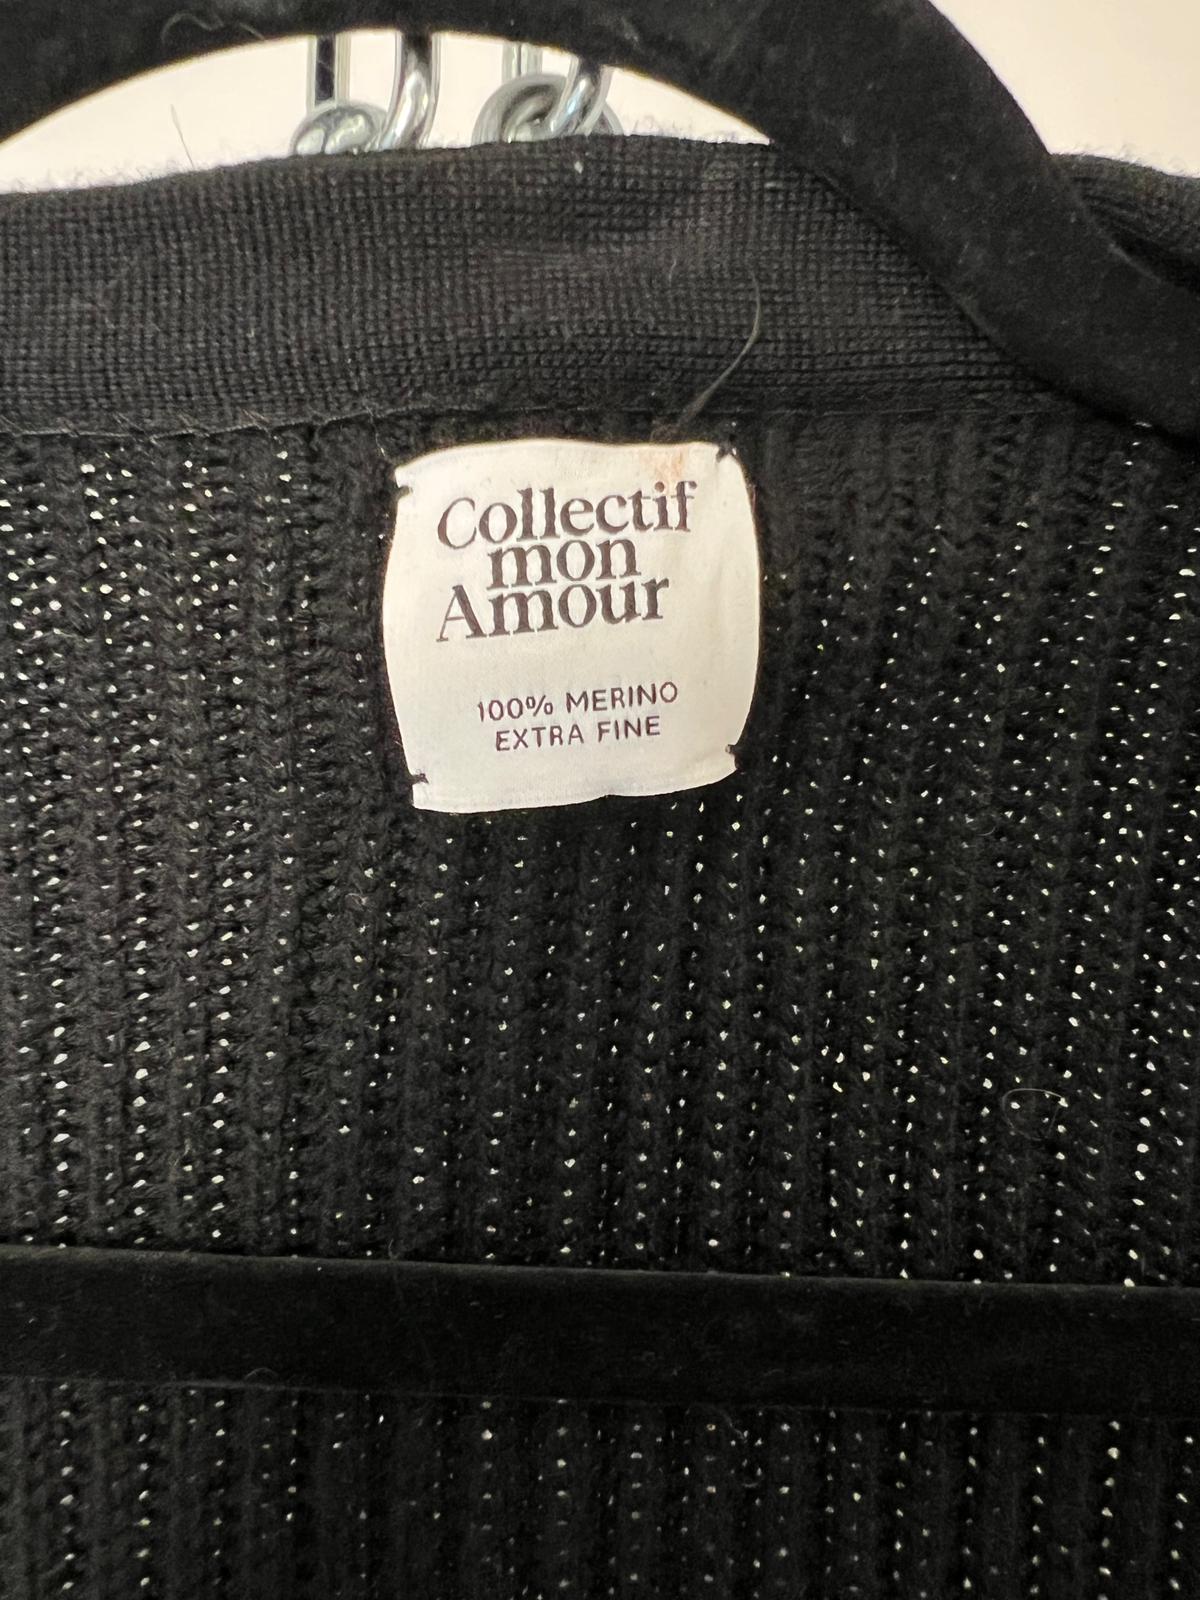 Collectif
mon
Amour
100% MERINO
EXTRA FINE